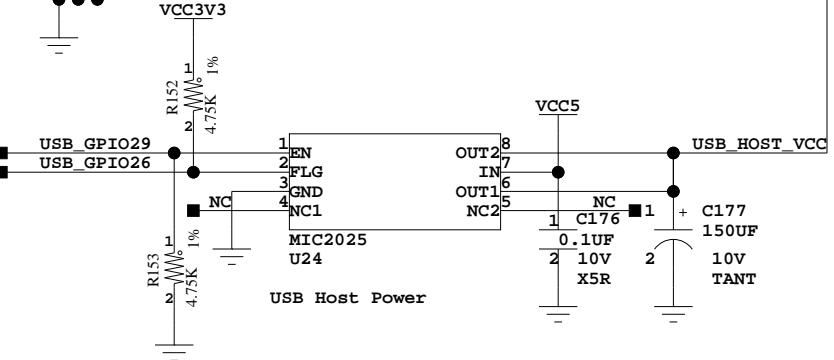 VCC3V3
1
1%
R152
4.75K
2
VCC5
USB_GPIO29
1
EN
OUT2
8
USB_HOST_VCC
USB_GPIO26
2
FLG
IN
7
3
GND
OUT1
6
NC
4
NC1
NC2
5
NC
1
1
C176
+
C177
MIC2025
0.1UF
150UF
U24
2
10V
2
10V
X5R
TANT
1
1%
R153
4.75K
2
USB Host Power